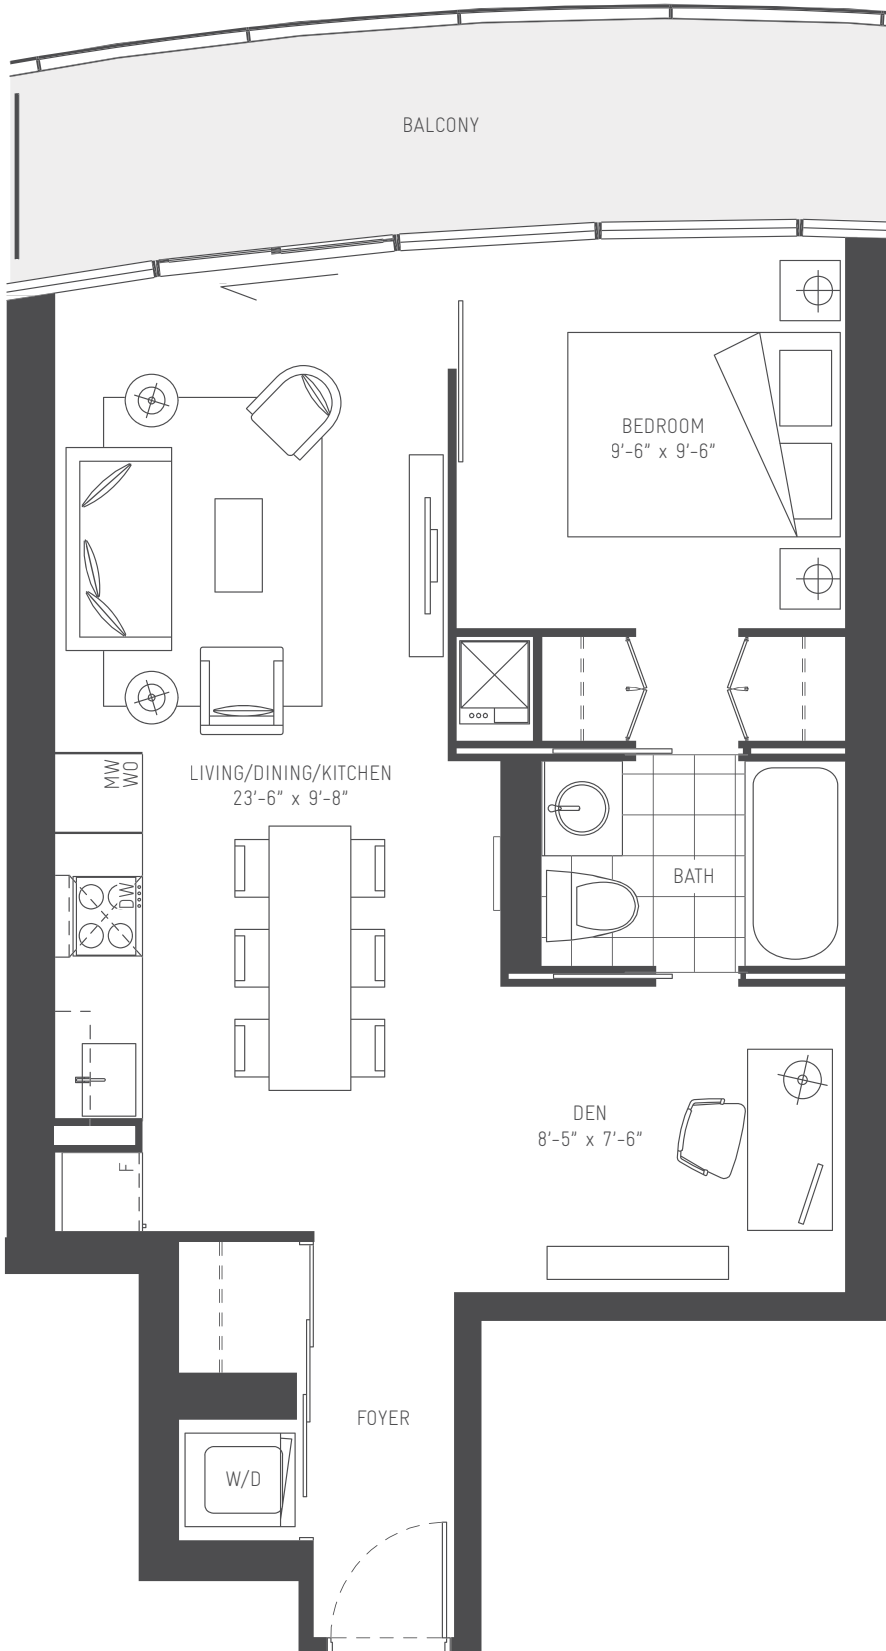 BALCONY
BEDROOM
9'-6" x 9'-6"
LIVING/DINING/KITCHEN
23'-6" x 9'-8"
MW
WO
DW
BATH
DEN
8'-5" x 7'-6"
F
FOYER
W/D